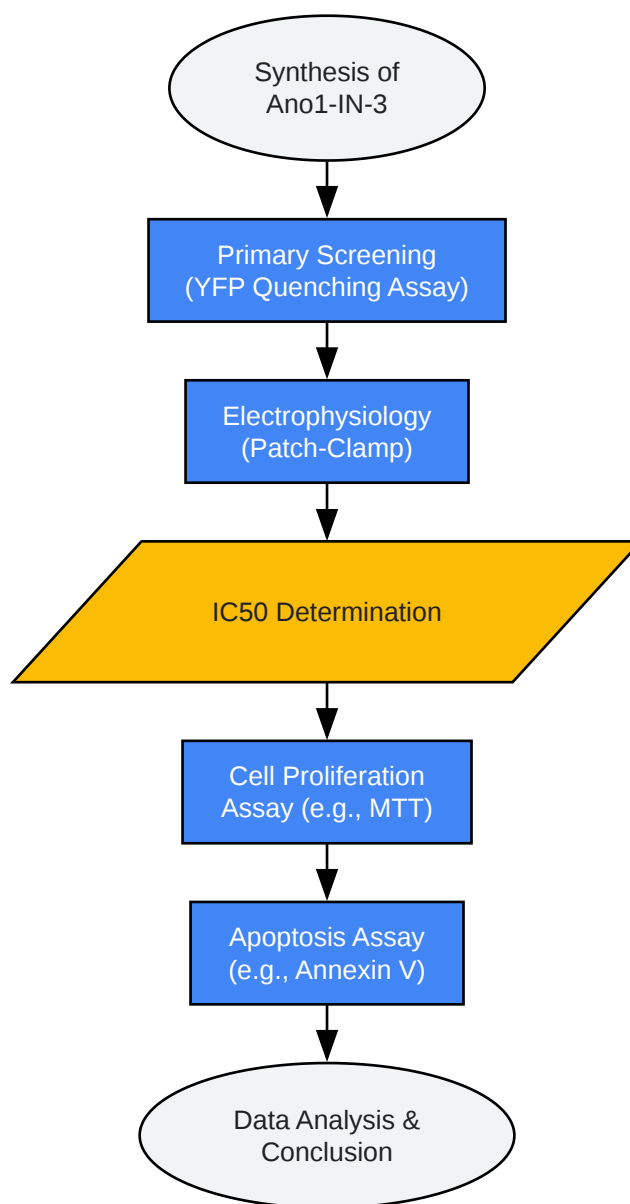 Synthesis of
Ano1-IN-3
Primary Screening
(YFP Quenching Assay)
Electrophysiology
(Patch-Clamp)
IC50 Determination
Cell Proliferation
Assay (e.g., MTT)
Apoptosis Assay
(e.g., Annexin V)
Data Analysis &
Conclusion